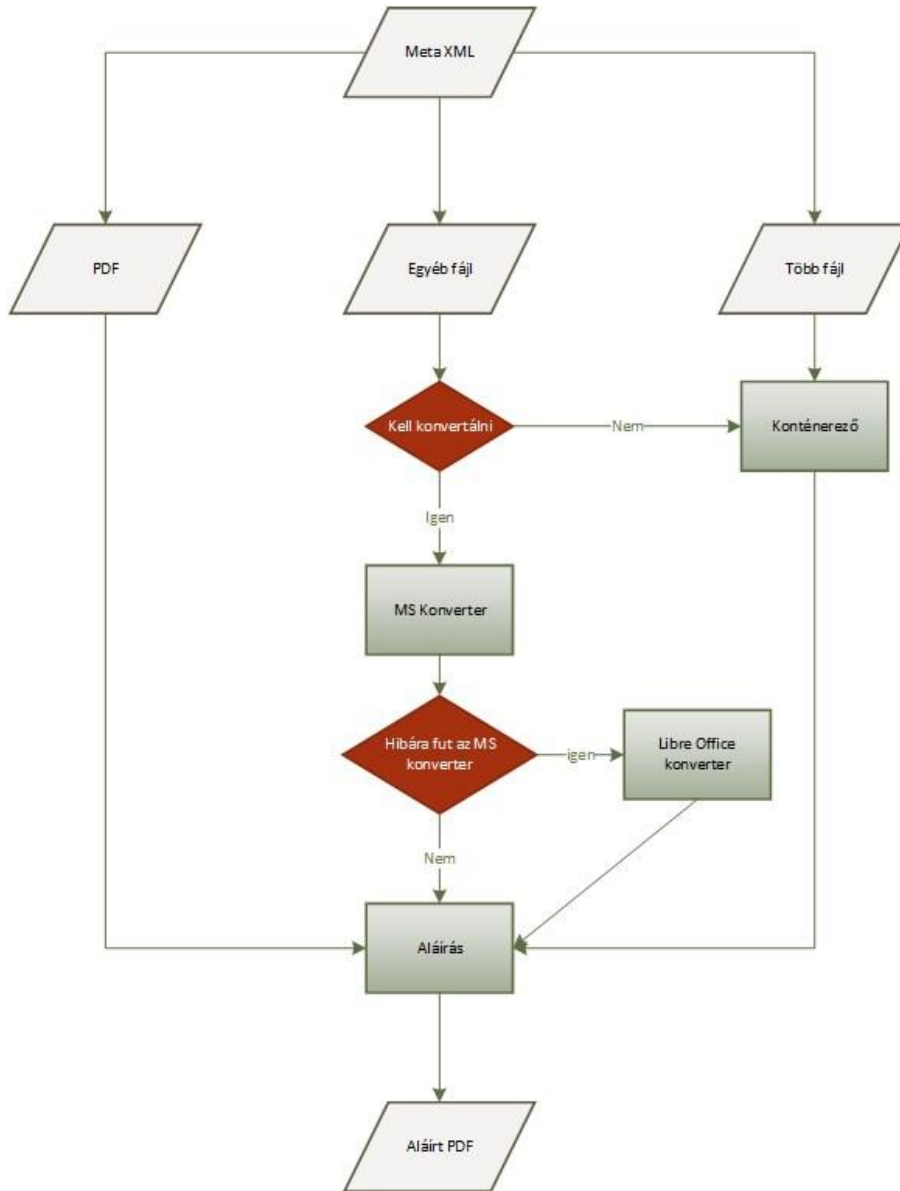 Meta XML
PDF
Egyéb fájl
Több fájl
Kell konvertálni
Nem
Konténerező
Igen
MS Konverter
Hibára fut az MS
konverter
igen
Libre Office
konverter
Nem
Aláírás
Aláírt PDF